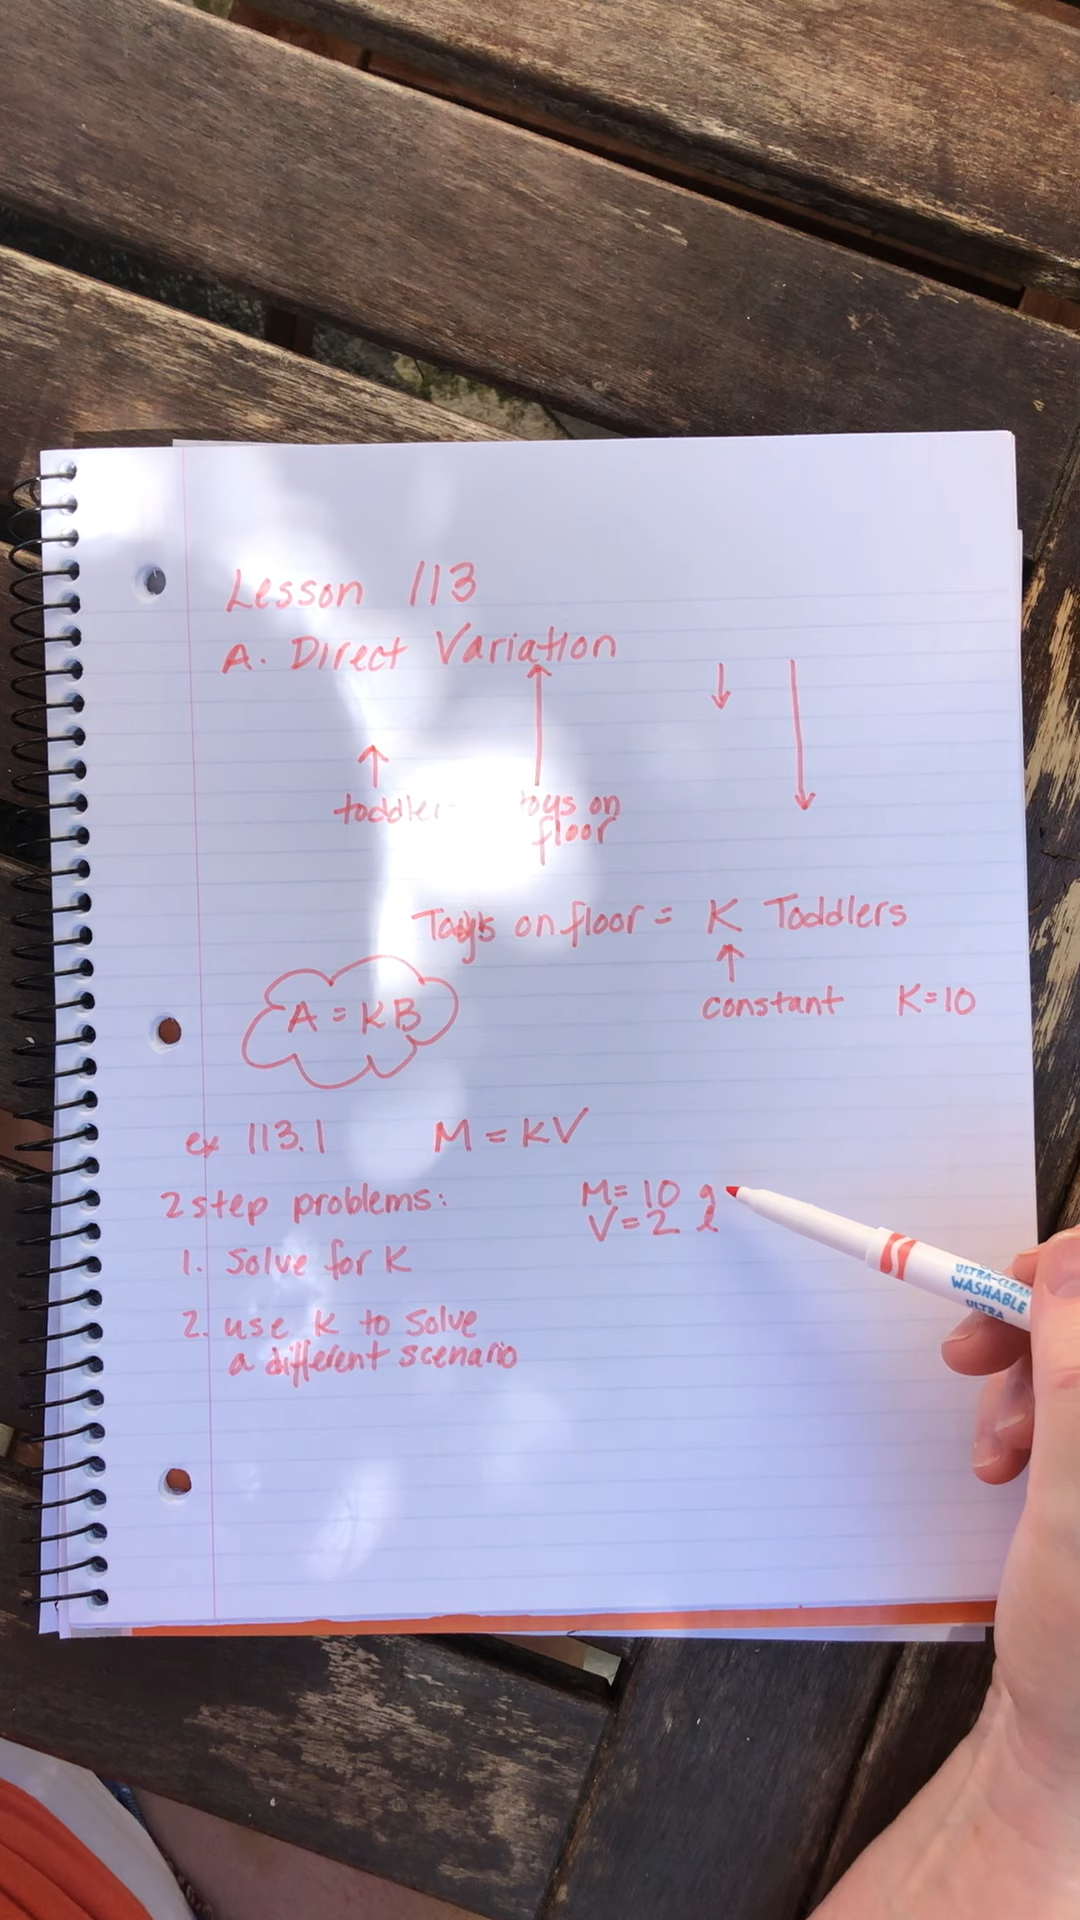 Lesson 113
A. Direct Variation
toddler
toys on
floor
Toys on floor = K Toddlers
constant K=10
A = KB
ex 113.1 M = KV
2 step problems:
M= 10 g
V=2 l
1. Solve for K
2. use K to solve
a different scenario
ULTRA-CLEAN
WASHABLE
ULTRA